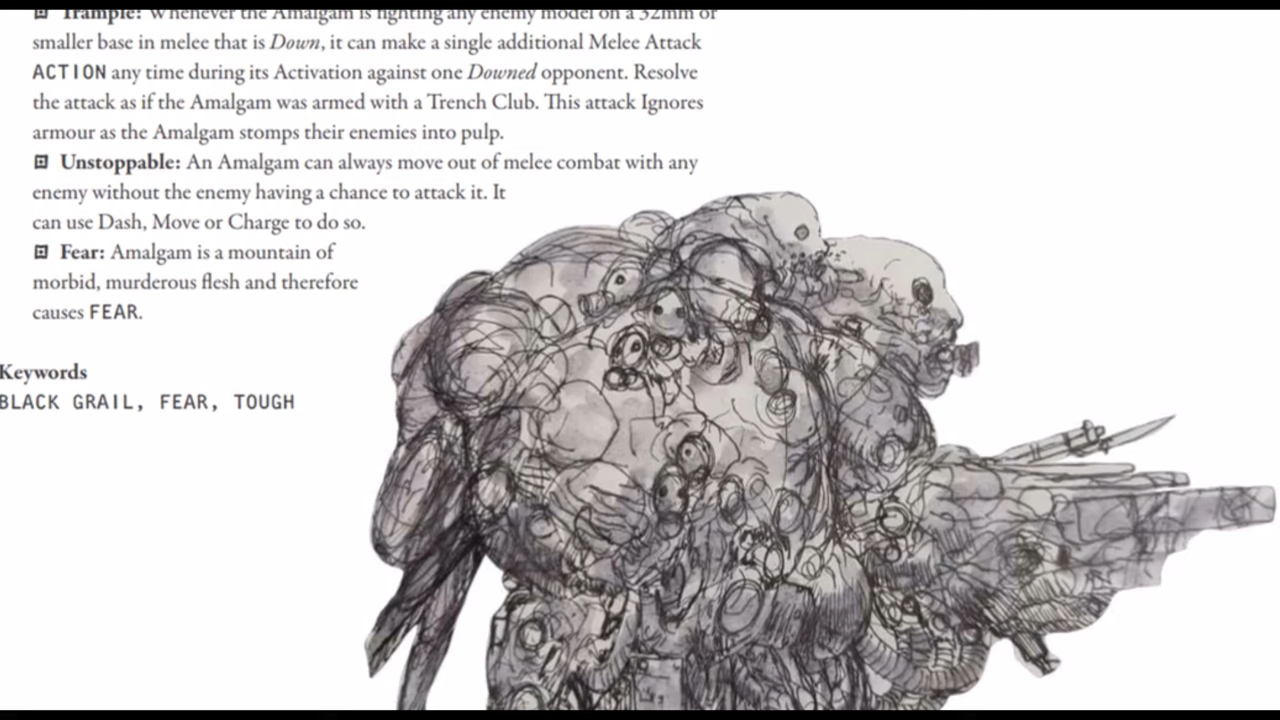 Trample: Whenever the Amalgam is fighting any enemy model on a 32mm or
smaller base in melee that is Down, it can make a single additional Melee Attack
ACTION any time during its Activation against one Downed opponent. Resolve
the attack as if the Amalgam was armed with a Trench Club. This attack Ignores
armour as the Amalgam stomps their enemies into pulp.
Unstoppable: An Amalgam can always move out of melee combat with any
enemy without the enemy having a chance to attack it. It
can use Dash, Move or Charge to do so.
Fear: Amalgam is a mountain of
morbid, murderous flesh and therefore
causes FEAR.
Keywords
BLACK GRAIL, FEAR, TOUGH